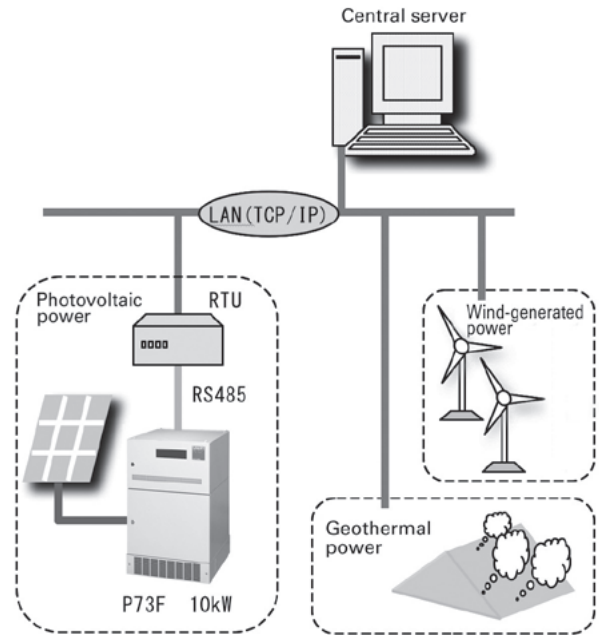 Central server
LAN(TCP/IP)
Photovoltaic
power
RTU
RS485
P73F 10kW
Wind-generated
power
Geothermal
power